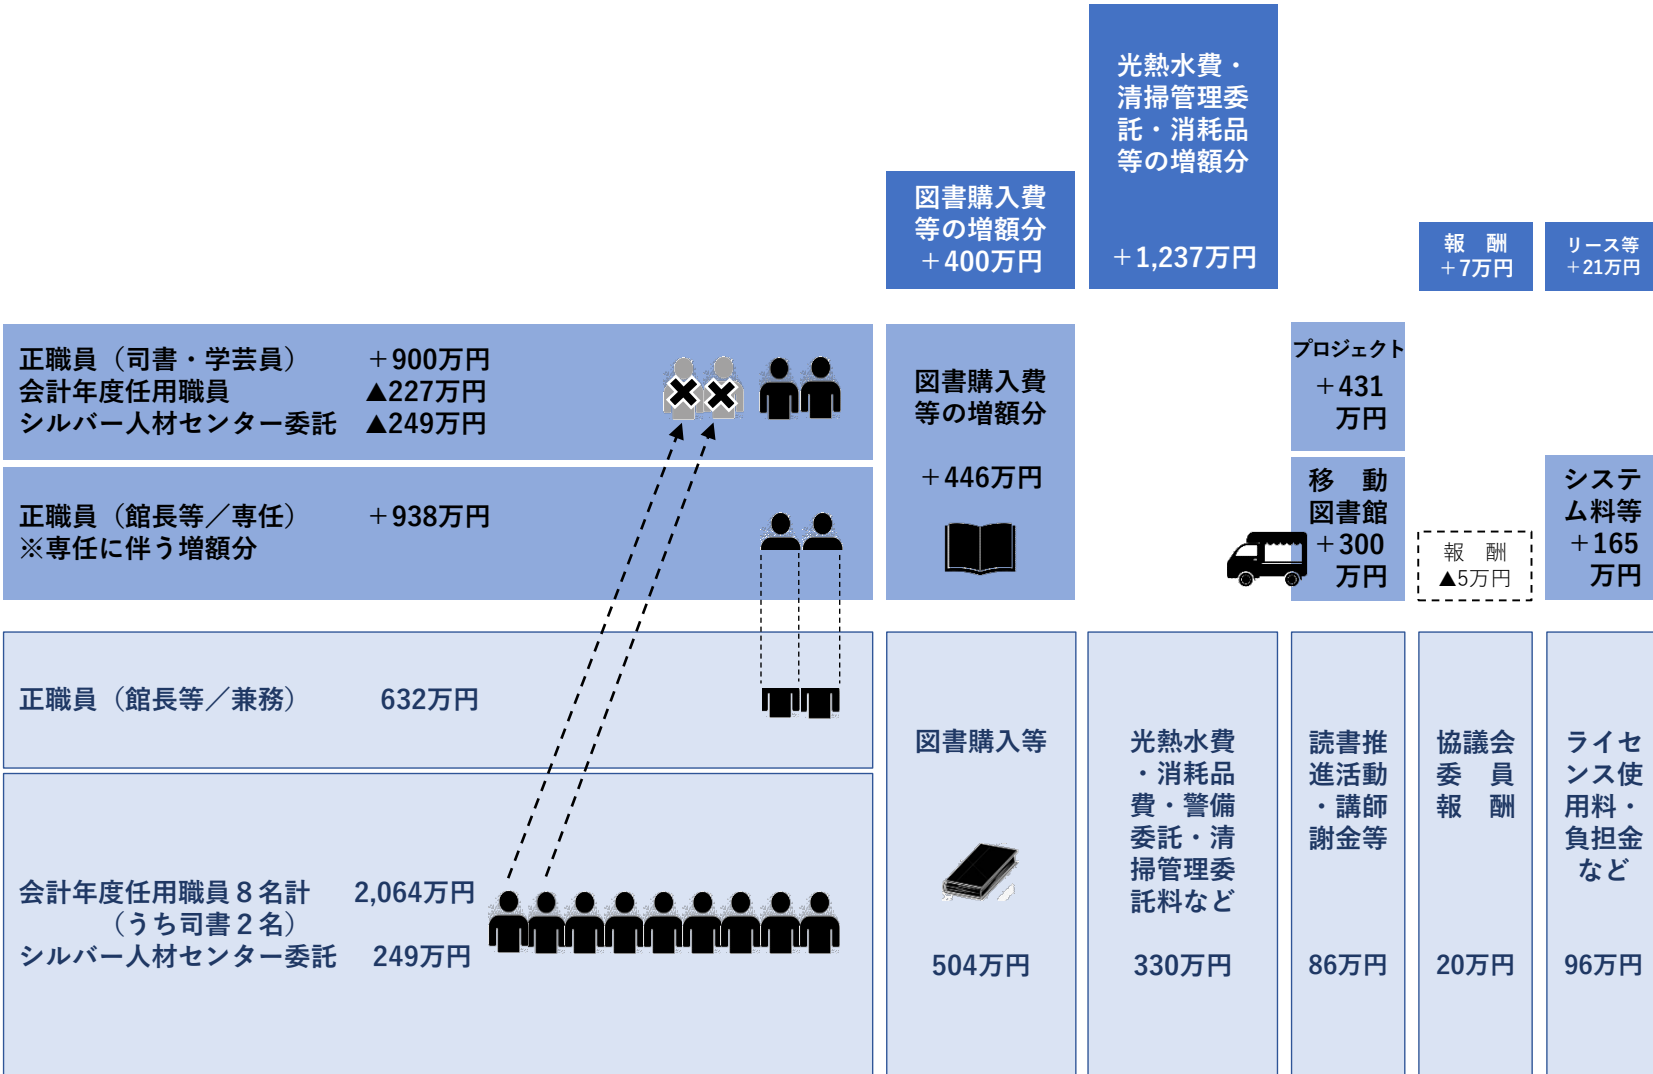 光熱水費・
清掃管理委
託・消耗品
等の増額分
＋1,237万円
図書購入費
等の増額分
＋400万円
報　酬
＋7万円
リース等
＋21万円
正職員（司書・学芸員）　＋900万円
会計年度任用職員　▲227万円
シルバー人材センター委託　▲249万円
図書購入費
等の増額分
＋446万円
プロジェクト
＋431
万円
正職員（館長等／専任）　＋938万円
※専任に伴う増額分
移　動
図書館
＋300
万円
報　酬
▲5万円
システ
ム料等
＋165
万円
正職員（館長等／兼務）　632万円
会計年度任用職員８名計　2,064万円
（うち司書２名）
シルバー人材センター委託　249万円
図書購入等
504万円
光熱水費
・消耗品
費・警備
委託・清
掃管理委
託料など
330万円
読書推
進活動
・講師
謝金等
86万円
協議会
委　員
報　酬
20万円
ライセ
ンス使
用料・
負担金
など
96万円